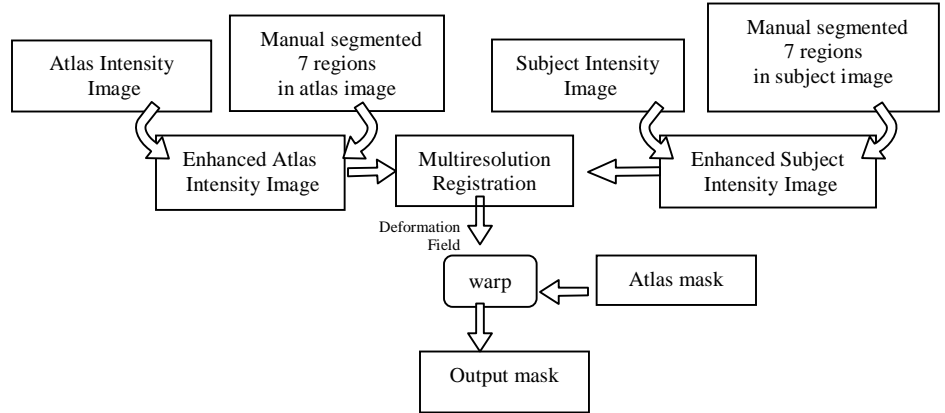 Atlas Intensity
Image
Manual segmented
7 regions
in atlas image
Subject Intensity
Image
Manual segmented
7 regions
in subject image
Enhanced Atlas
Intensity Image
Multiresolution
Registration
Enhanced Subject
Intensity Image
Deformation
Field
warp
Atlas mask
Output mask